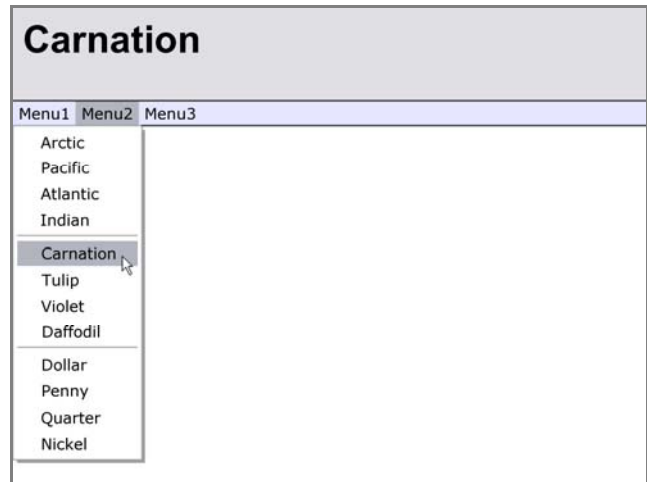 Carnation
Menu1 Menu2 Menu3
Arctic
Pacific
Atlantic
Indian
Carnation
Tulip
Violet
Daffodil
Dollar
Penny
Quarter
Nickel